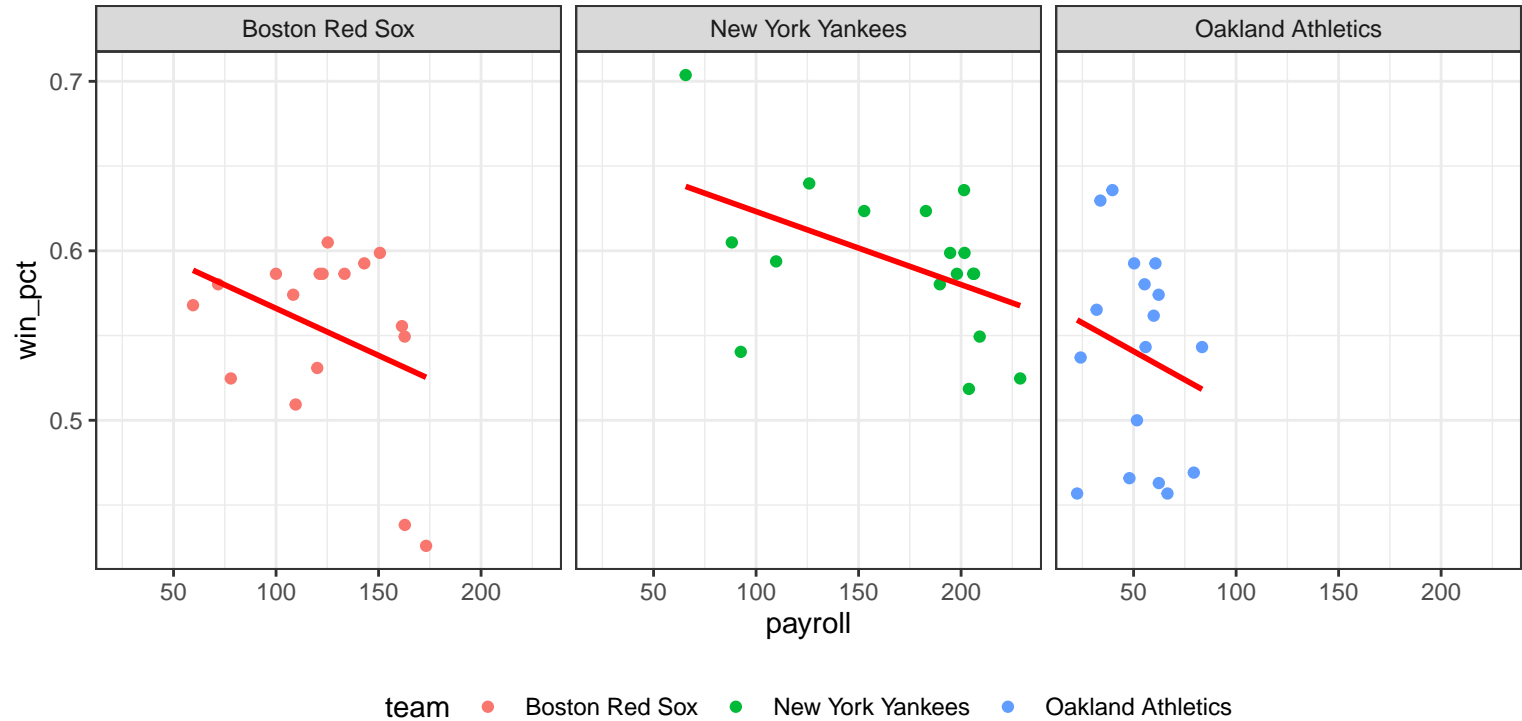 Boston Red Sox New York Yankees Oakland Athletics
0.7
0.6
0.5
win_pct
50 100 150 200 50 100 150 200 50 100 150 200
payroll
team Boston Red Sox New York Yankees Oakland Athletics